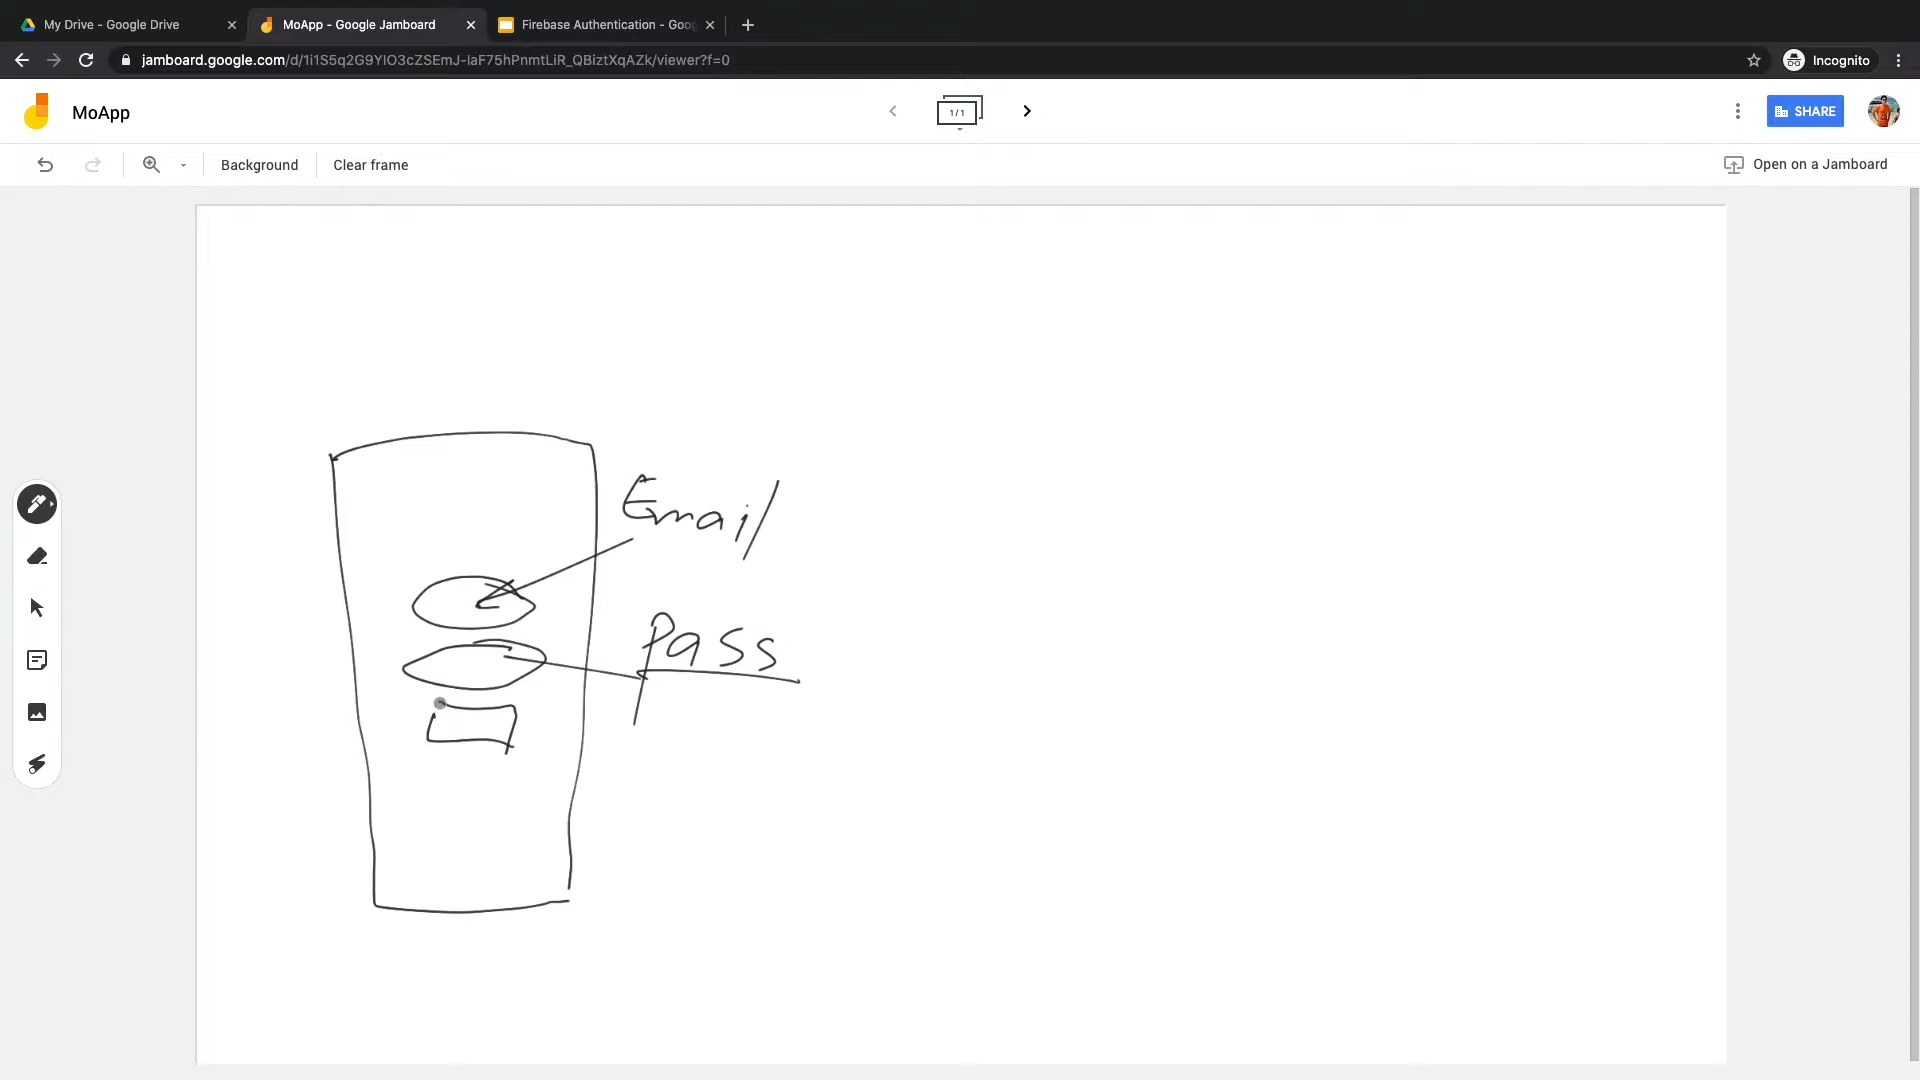 My Drive - Google Drive
MoApp - Google Jamboard
Firebase Authentication - Goog
jamboard.google.com/d/1i1S5q2G9YIO3cZSEmJ-laF75hPnmtLiR_QBiztXqAZk/viewer?f=0
Incognito
MoApp
1/1
SHARE
Background
Clear frame
Open on a Jamboard
Email
Pass